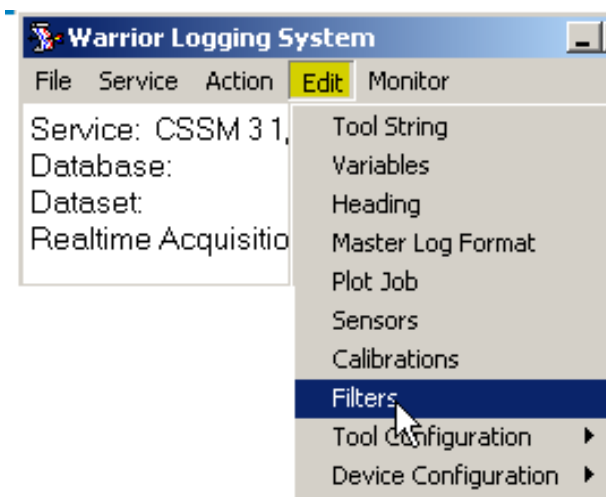 Warrior Logging System
File Service Action Edit Monitor
Service: CSSM 3 1,
Database:
Dataset:
Realtime Acquisitio
Tool String
Variables
Heading
Master Log Format
Plot Job
Sensors
Calibrations
Filters
Tool Configuration
Device Configuration